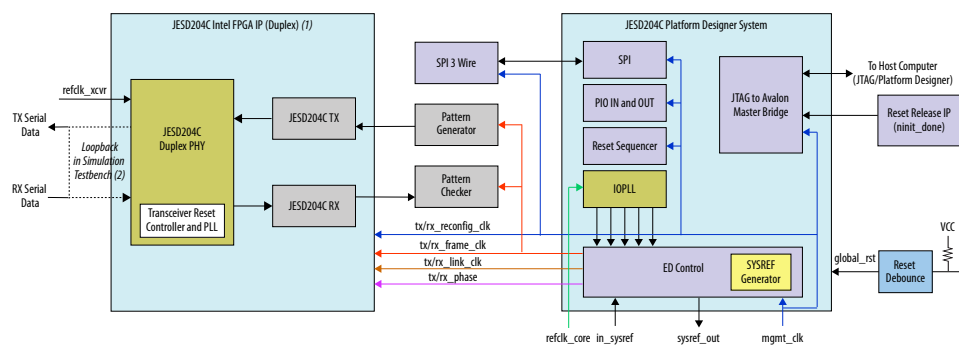 JESD204C Intel FPGA IP (Duplex) (1)
JESD204C Platform Designer System
refclk_xcvr
TX Serial
Data
Loopback
in Simulation
Testbench (2)
RX Serial
Data
JESD204C
Duplex PHY
Transceiver Reset
Controller and PLL
JESD204C TX
JESD204C RX
SPI 3 Wire
Pattern
Generator
Pattern
Checker
SPI
PIO IN and OUT
Reset Sequencer
IOPLL
JTAG to Avalon
Master Bridge
To Host Computer
(JTAG/Platform Designer)
Reset Release IP
(ninit_done)
tx/rx_reconfig_clk
tx/rx_frame_clk
tx/rx_link_clk
tx/rx_phase
ED Control
SYSREF
Generator
global_rst
Reset
Debounce
VCC
refclk_core
in_sysref
sysref_out
mgmt_clk